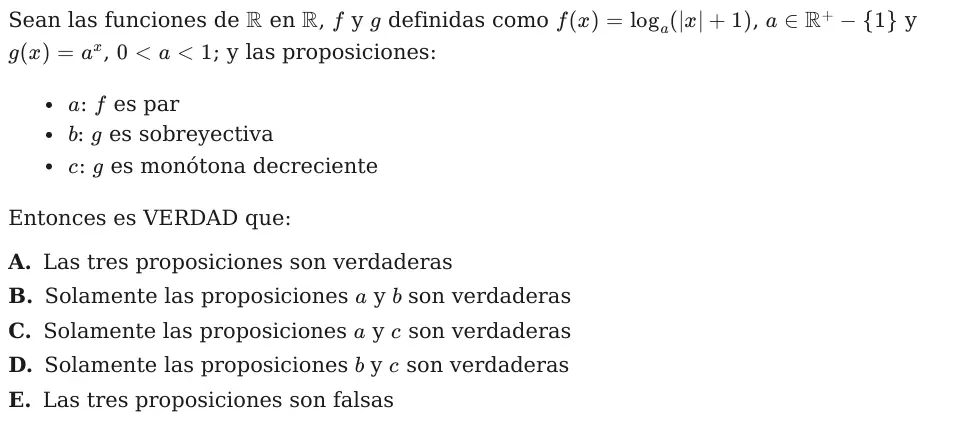 Sean las funciones de ℝ en ℝ, f y g definidas como f(x) = logₐ(|x| + 1), a ∈ ℝ⁺ − {1} y
g(x) = aˣ, 0 < a < 1; y las proposiciones:
• a: f es par
• b: g es sobreyectiva
• c: g es monótona decreciente
Entonces es VERDAD que:
A. Las tres proposiciones son verdaderas
B. Solamente las proposiciones a y b son verdaderas
C. Solamente las proposiciones a y c son verdaderas
D. Solamente las proposiciones b y c son verdaderas
E. Las tres proposiciones son falsas